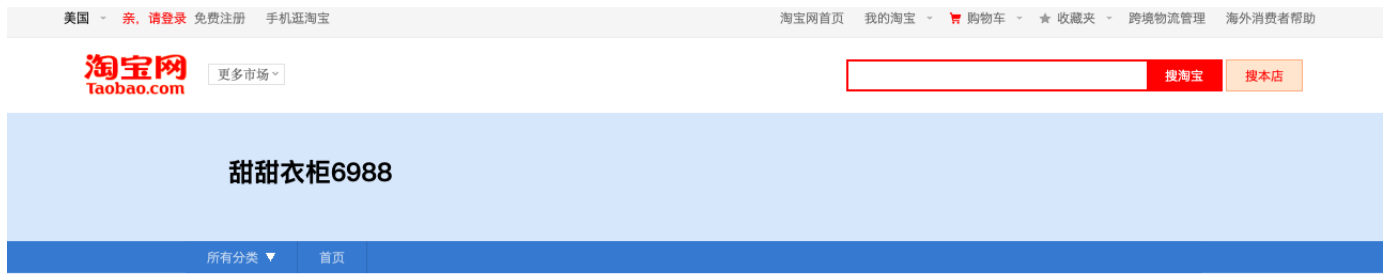 美国 亲，请登录 免费注册 手机逛淘宝 淘宝网首页 我的淘宝 购物车 收藏夹 跨境物流管理 海外消费者帮助
淘宝网
Taobao.com
更多市场 搜淘宝 搜本店
甜甜衣柜6988
所有分类 首页